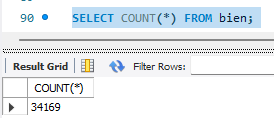 90 SELECT COUNT(*) FROM bien;
Result Grid Filter Rows:
COUNT(*)
34169